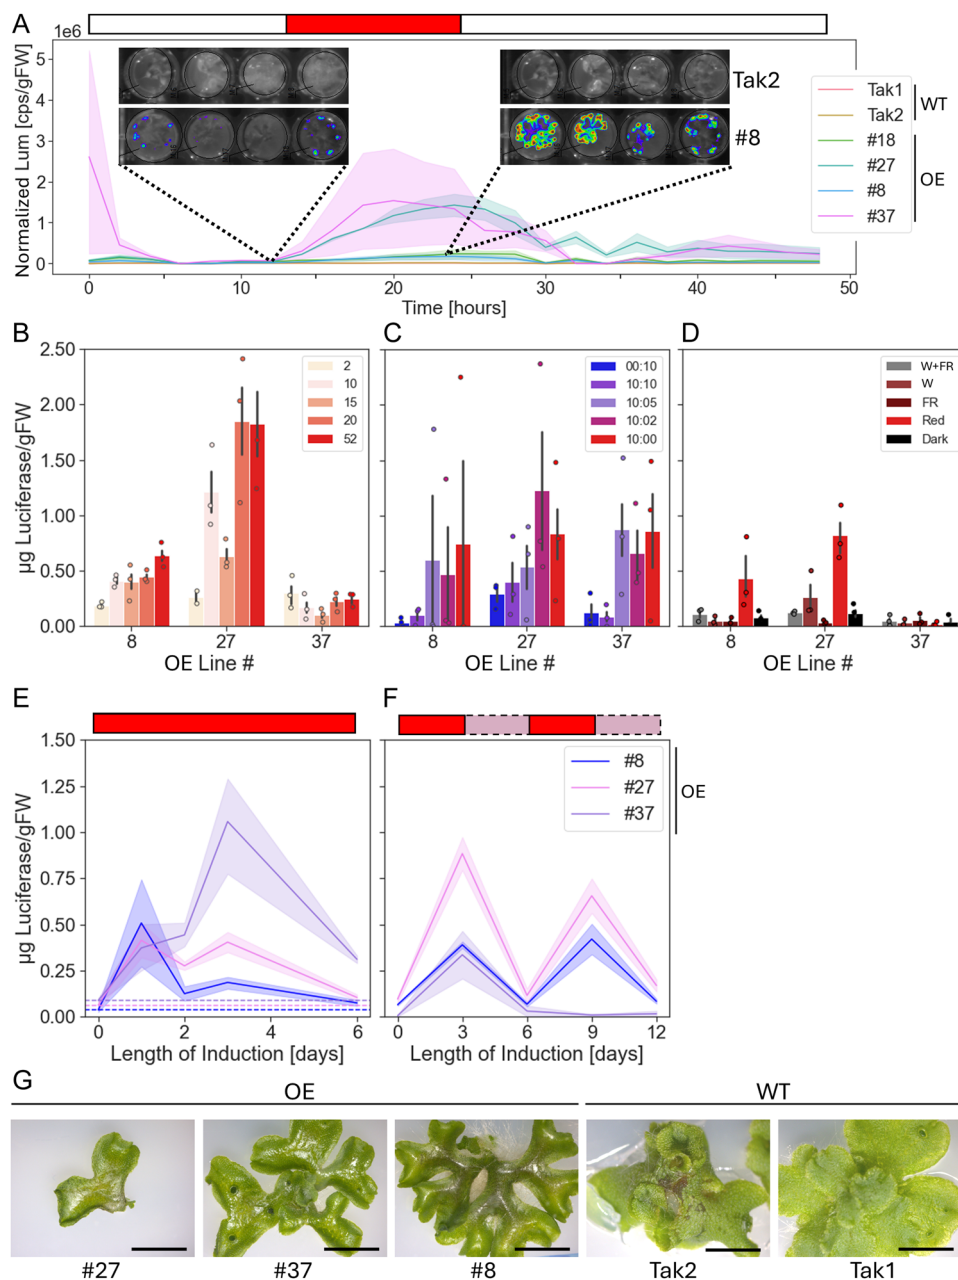 A
1e6
Normalized Lum [cps/gFW]
5
4
3
2
1
0
0
10
20
30
40
50
Time [hours]
Tak2
#8
Tak1
Tak2
#18
#27
#8
#37
WT
OE
B
C
D
µg Luciferase/gFW
2.50
2.00
1.50
1.00
0.50
0.00
2
10
15
20
52
8
27
37
OE Line #
00:10
10:10
10:05
10:02
10:00
8
27
37
OE Line #
W+FR
W
FR
Red
Dark
8
27
37
OE Line #
E
F
µg Luciferase/gFW
1.50
1.25
1.00
0.75
0.50
0.25
0.00
0
2
4
6
Length of Induction [days]
#8
#27
#37
OE
0
3
6
9
12
Length of Induction [days]
G
OE
WT
#27
#37
#8
Tak2
Tak1